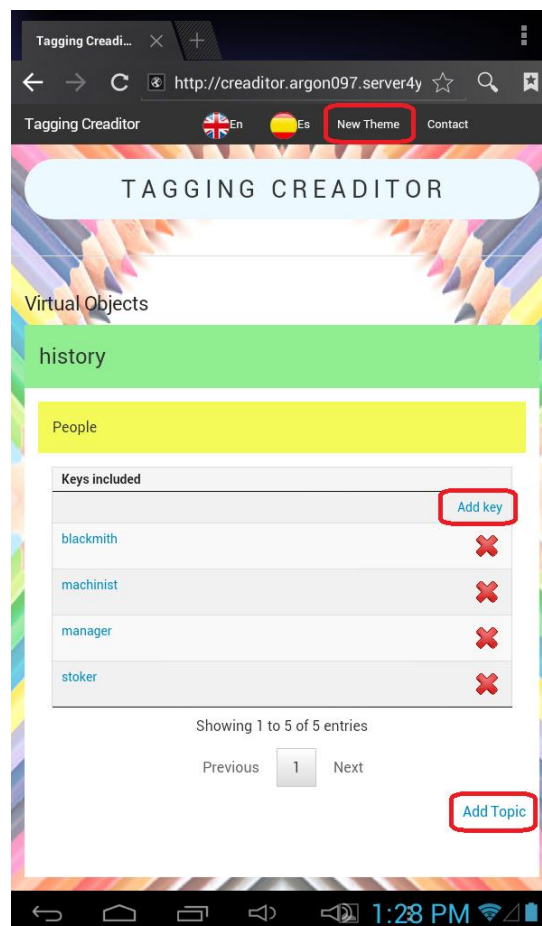 Tagging Creadi...
http://creaditor.argon097.server4y
Tagging Creaditor En Es New Theme Contact
TAGGING CREADITOR
Virtual Objects
history
People
Keys included
Add key
blackmith
machinist
manager
stoker
Showing 1 to 5 of 5 entries
Previous 1 Next
Add Topic
1:28 PM